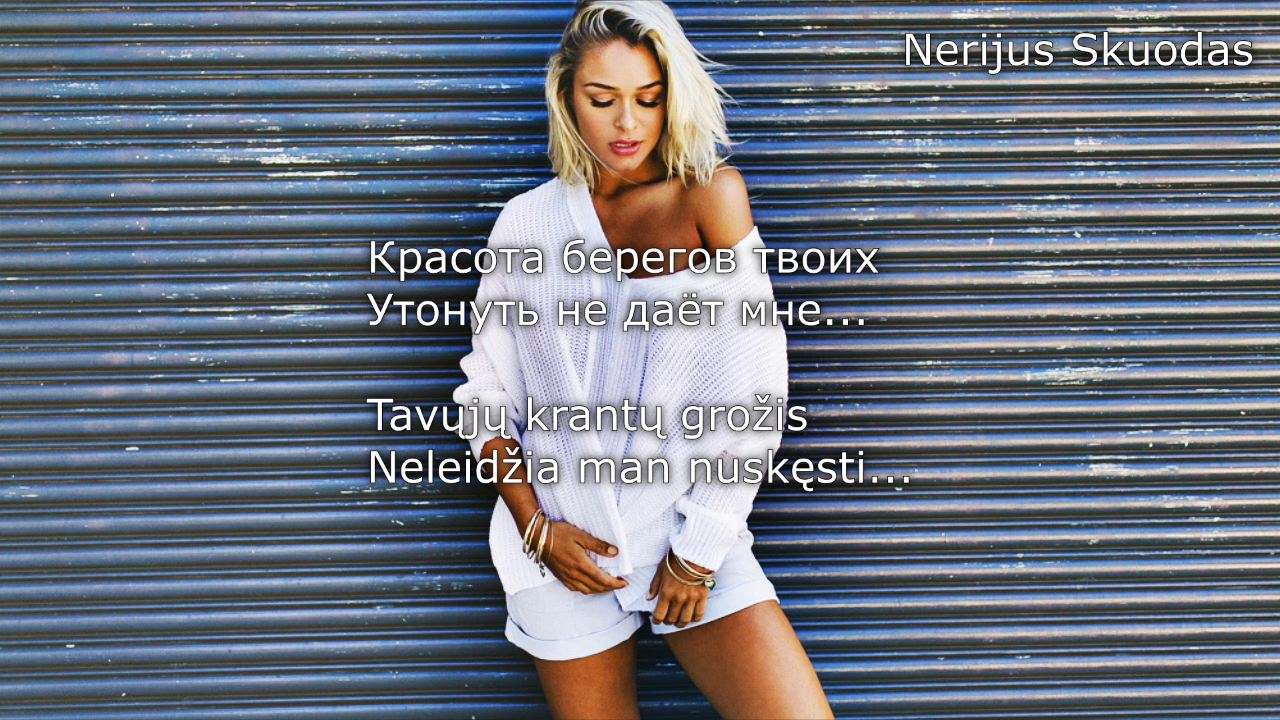 Nerijus Skuodas
Красота берегов твоих
Утонуть не даёт мне...
Tavųjų krantų grožis
Neleidžia man nuskęsti...